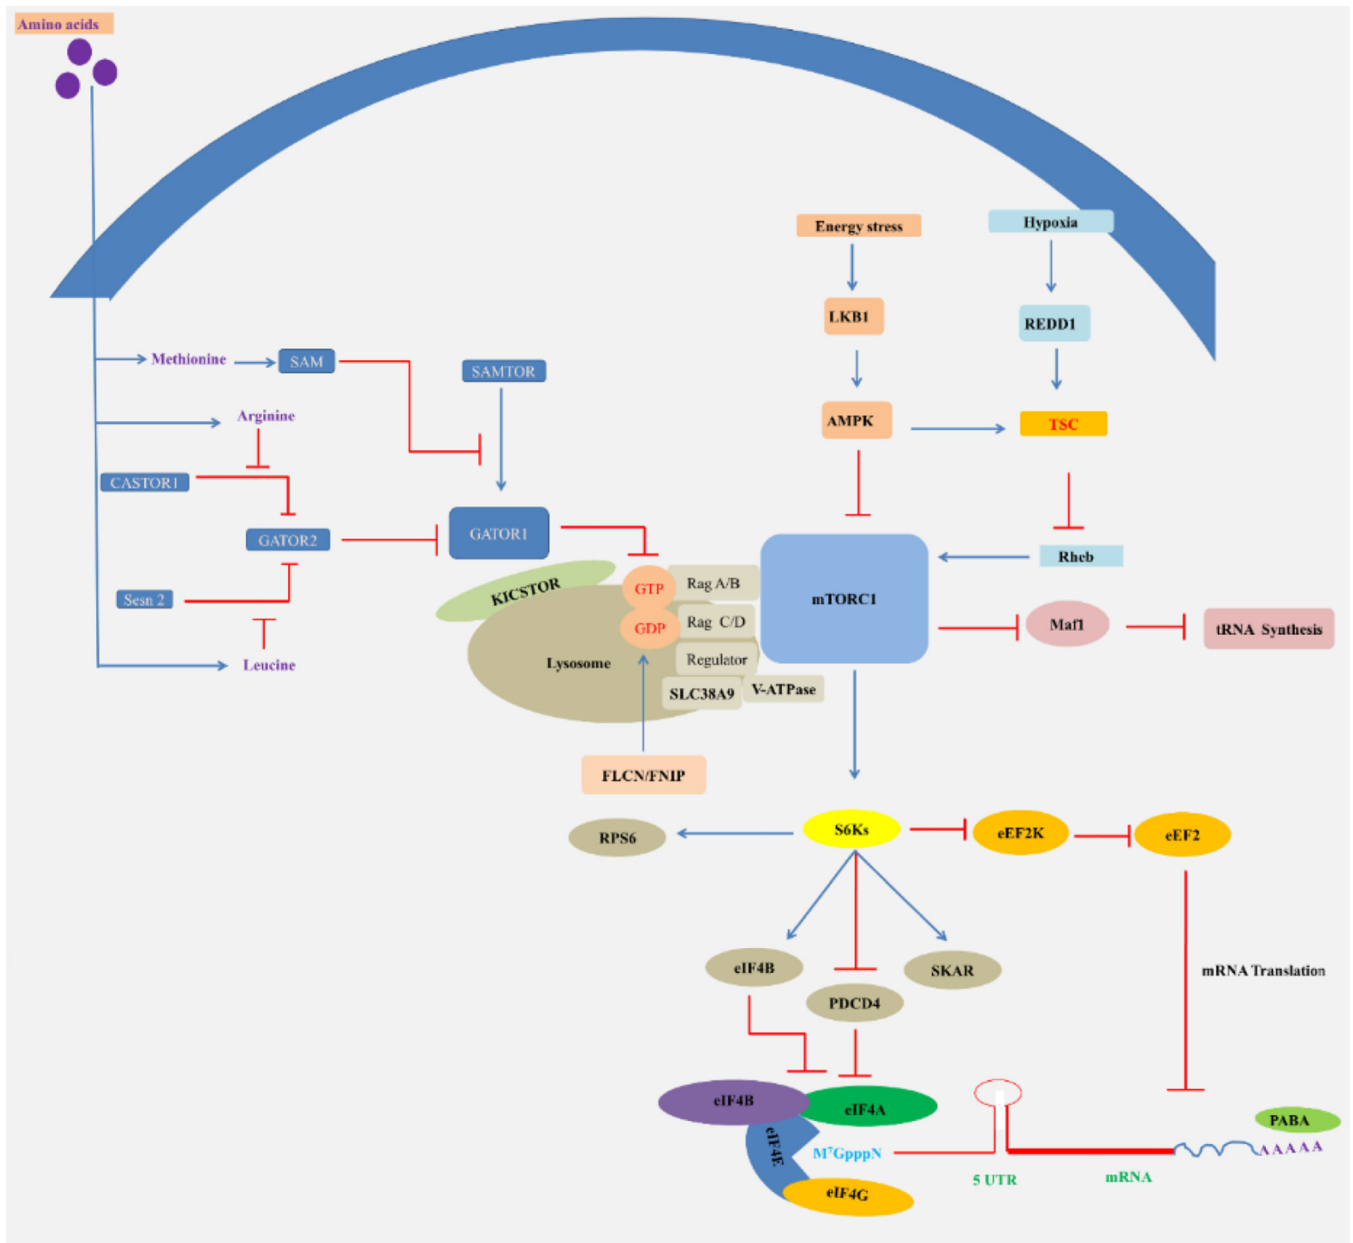 Amino acids
Energy stress
Hypoxia
LKB1
REDD1
Methionine
SAM
SAMTOR
Arginine
AMPK
TSC
CASTOR1
GATOR2
GATOR1
Rheb
KICSTOR
GTP
Rag A/B
mTORC1
Sesn 2
GDP
Rag C/D
Maf1
tRNA Synthesis
Leucine
Lysosome
Regulator
SLC38A9
V-ATPase
FLCN/FNIP
RPS6
S6Ks
eEF2K
eEF2
eIF4B
SKAR
mRNA Translation
PDCD4
eIF4B
eIF4A
PABA
eIF4E
M⁷GpppN
AAAAA
5 UTR
mRNA
eIF4G